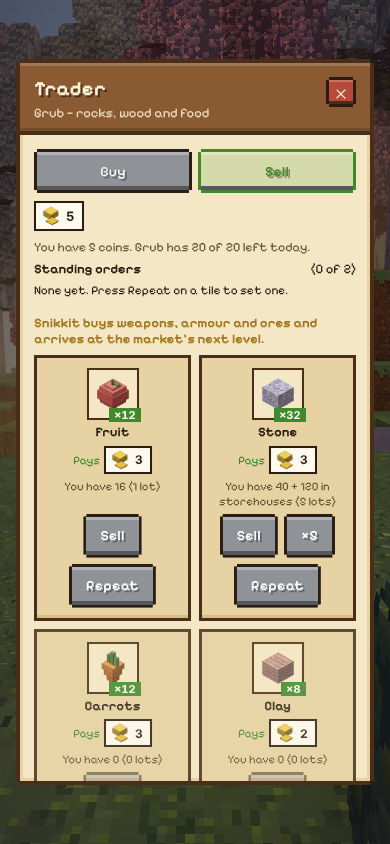 Trader
Grub – rocks, wood and food
×
Buy
Sell
5
You have 5 coins. Grub has 20 of 20 left today.
Standing orders
(0 of 2)
None yet. Press Repeat on a tile to set one.
Snikkit buys weapons, armour and ores and
arrives at the market's next level.
×12
Fruit
Pays 3
You have 16 (1 lot)
Sell
Repeat
×32
Stone
Pays 3
You have 40 + 120 in
storehouses (5 lots)
Sell
×5
Repeat
×12
Carrots
Pays 3
You have 0 (0 lots)
×8
Clay
Pays 2
You have 0 (0 lots)